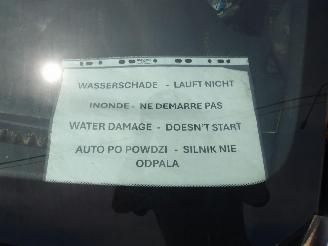 WASSERSCHADE - LAUFT NICHT
INONDE - NE DEMARRE PAS
WATER DAMAGE - DOESN'T START
AUTO PO POWDZI - SILNIK NIE
ODPALA